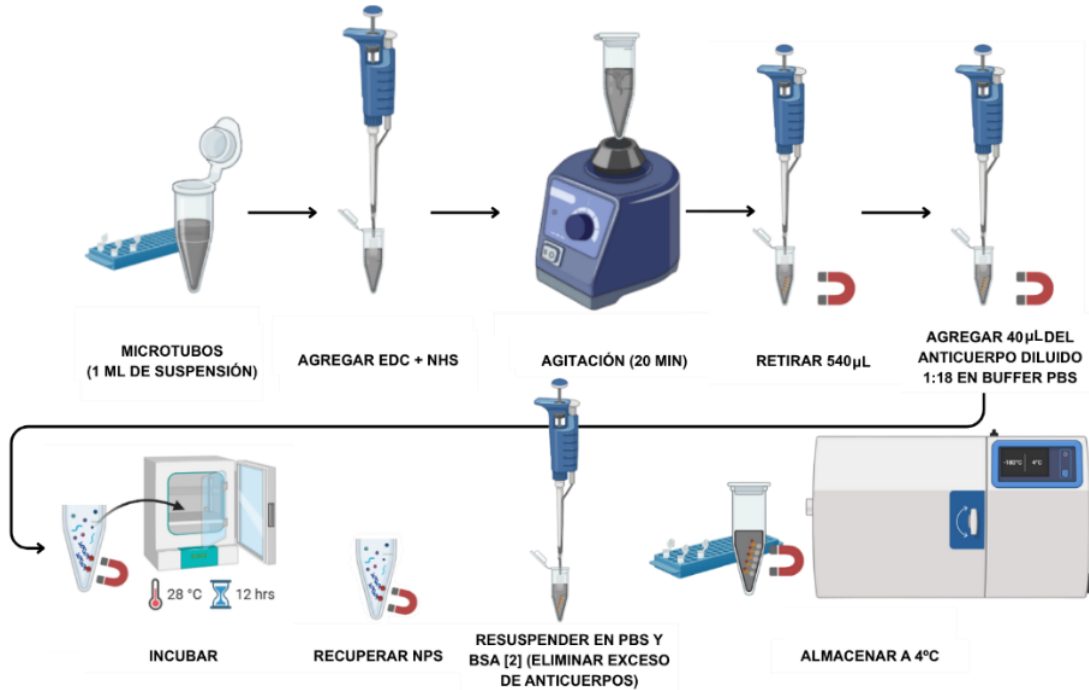 MICROTUBOS
(1 ML DE SUSPENSIÓN)
AGREGAR EDC + NHS
AGITACIÓN (20 MIN)
RETIRAR 540μL
AGREGAR 40μL DEL
ANTICUERPO DILUIDO
1:18 EN BUFFER PBS
28 °C
12 hrs
INCUBAR
RECUPERAR NPS
RESUSPENDER EN PBS Y
BSA [2] (ELIMINAR EXCESO
DE ANTICUERPOS)
-180°C
4°C
ALMACENAR A 4ºC